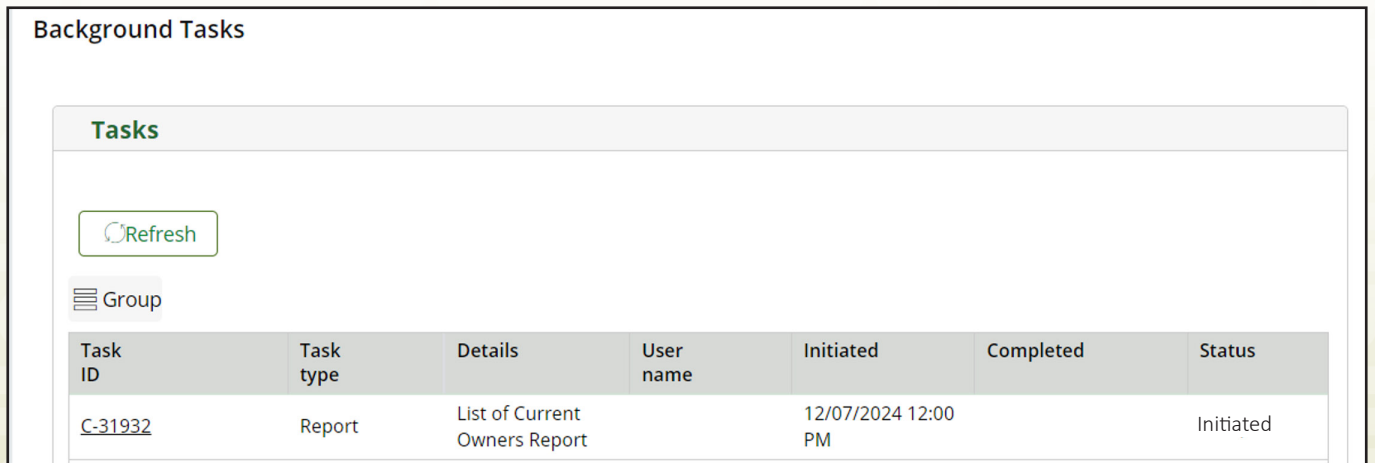 Background Tasks
Tasks
Refresh
Group
Task ID Task type Details User name Initiated Completed Status
C-31932 Report List of Current Owners Report 12/07/2024 12:00 PM Initiated